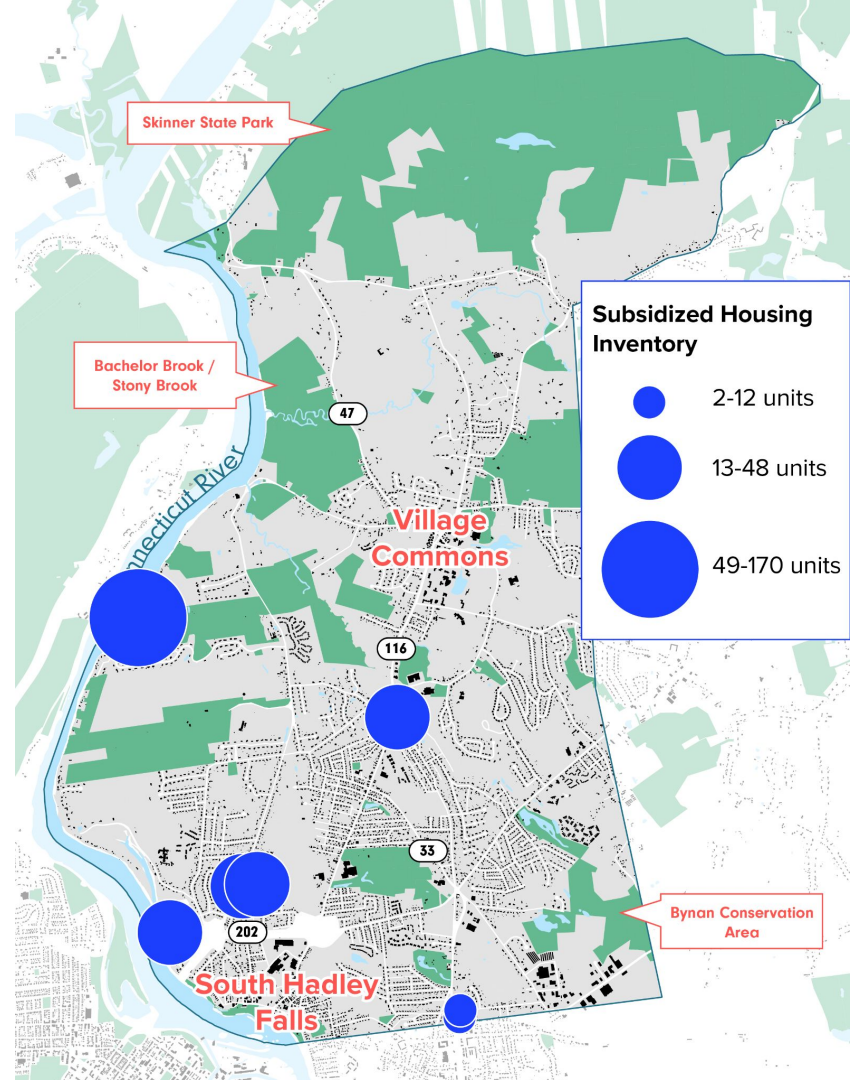 Skinner State Park
Subsidized Housing
Inventory
2-12 units
13-48 units
49-170 units
Bachelor Brook /
Stony Brook
47
River
Village
Commons
116
33
202
Bynan Conservation
Area
South Hadley
Falls